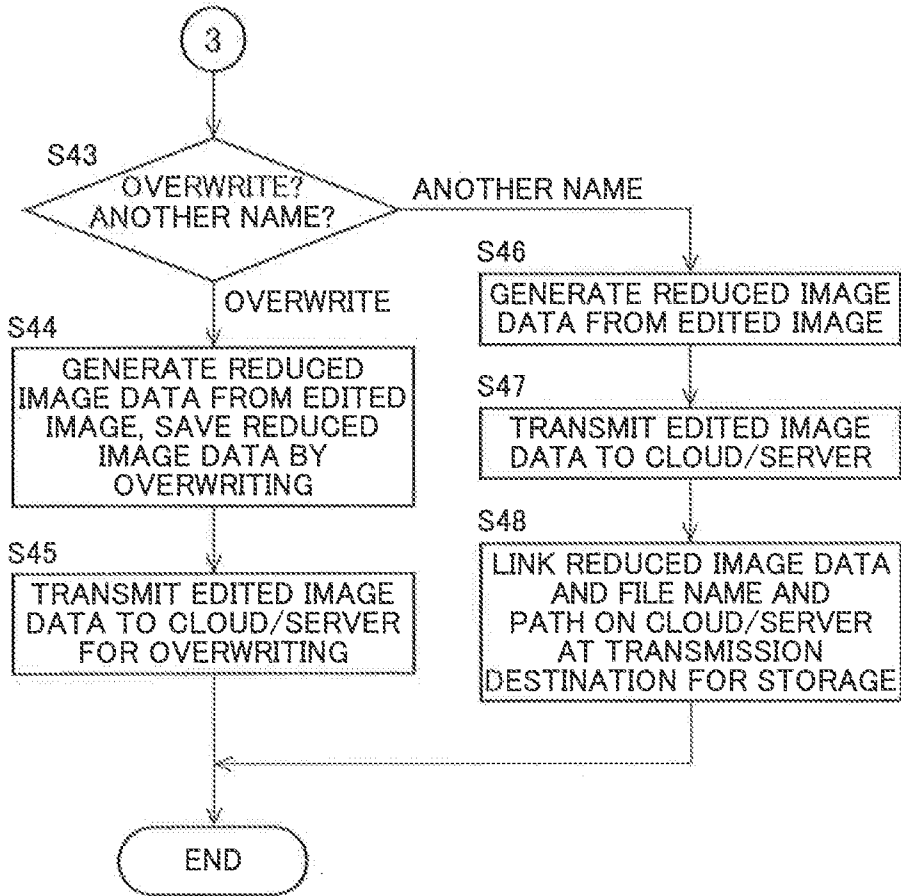 3
S43
OVERWRITE?
ANOTHER NAME?
ANOTHER NAME
OVERWRITE
S44
GENERATE REDUCED
IMAGE DATA FROM EDITED
IMAGE, SAVE REDUCED
IMAGE DATA BY
OVERWRITING
S45
TRANSMIT EDITED IMAGE
DATA TO CLOUD/SERVER
FOR OVERWRITING
S46
GENERATE REDUCED IMAGE
DATA FROM EDITED IMAGE
S47
TRANSMIT EDITED IMAGE
DATA TO CLOUD/SERVER
S48
LINK REDUCED IMAGE DATA
AND FILE NAME AND
PATH ON CLOUD/SERVER
AT TRANSMISSION
DESTINATION FOR STORAGE
END